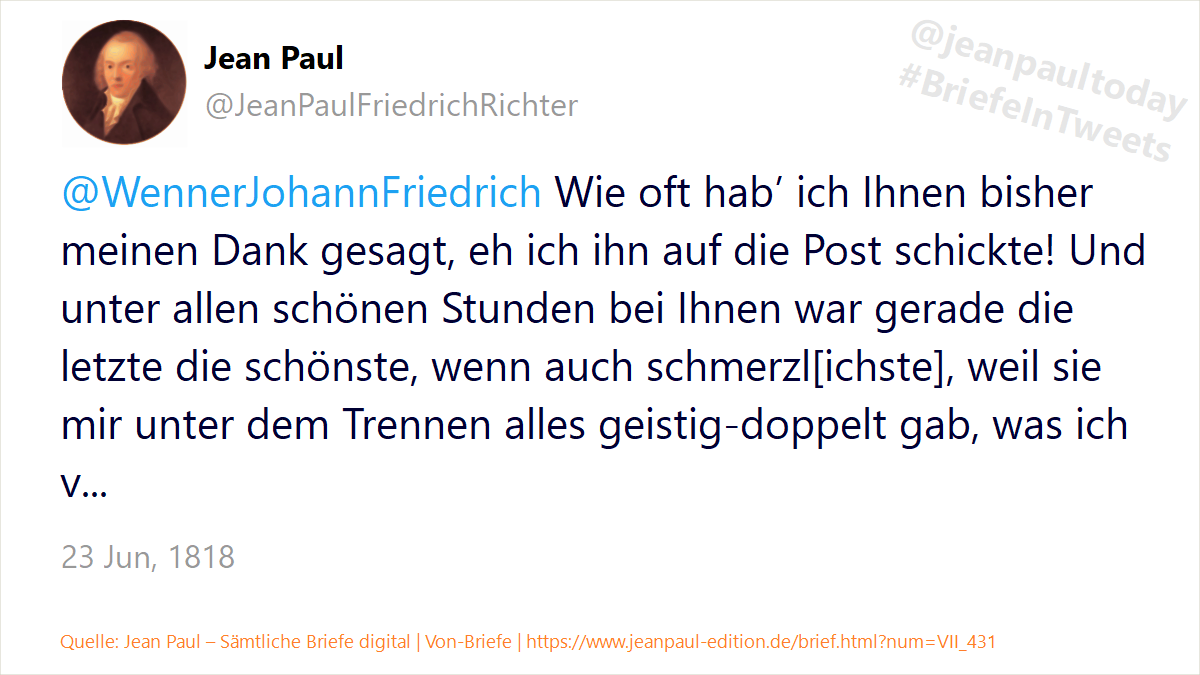 Jean Paul
@JeanPaulFriedrichRichter
@jeanpaultoday
#BriefeInTweets
@WennerJohannFriedrich Wie oft hab’ ich Ihnen bisher
meinen Dank gesagt, eh ich ihn auf die Post schickte! Und
unter allen schönen Stunden bei Ihnen war gerade die
letzte die schönste, wenn auch schmerzl[ichste], weil sie
mir unter dem Trennen alles geistig-doppelt gab, was ich
v...
23 Jun, 1818
Quelle: Jean Paul – Sämtliche Briefe digital | Von-Briefe | https://www.jeanpaul-edition.de/brief.html?num=VII_431